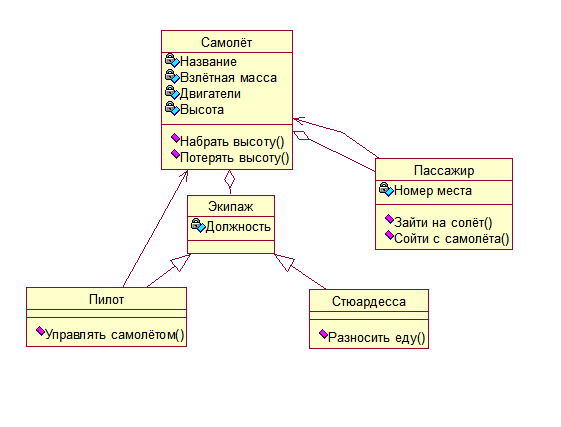 Самолёт
Название
Взлётная масса
Двигатели
Высота
Набрать высоту()
Потерять высоту()
Пассажир
Номер места
Зайти на солёт()
Сойти с самолёта()
Экипаж
Должность
Пилот
Управлять самолётом()
Стюардесса
Разносить еду()